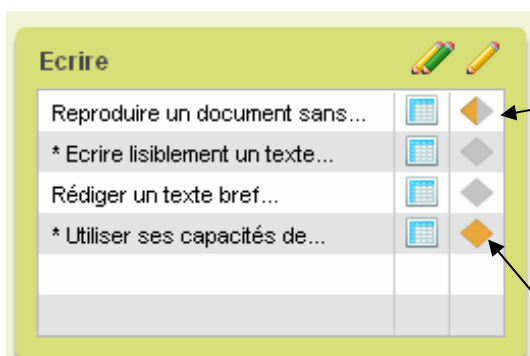 Ecrire
Reproduire un document sans...
* Ecrire lisiblement un texte...
Rédiger un texte bref...
* Utiliser ses capacités de...